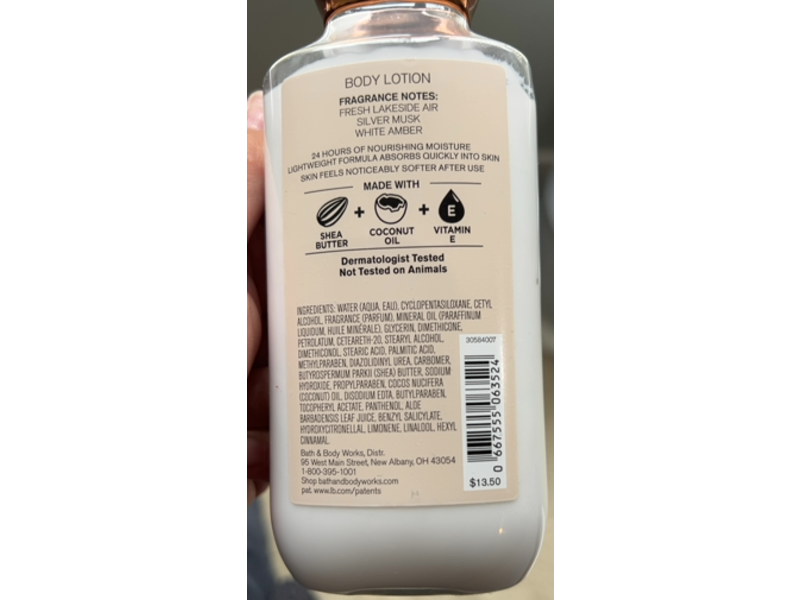 BODY LOTION
FRAGRANCE NOTES:
FRESH LAKESIDE AIR
SILVER MUSK
WHITE AMBER
24 HOURS OF NOURISHING MOISTURE
LIGHTWEIGHT FORMULA ABSORBS QUICKLY INTO SKIN
SKIN FEELS NOTICEABLY SOFTER AFTER USE
MADE WITH
SHEA BUTTER + COCONUT OIL + E VITAMIN E
Dermatologist Tested
Not Tested on Animals
INGREDIENTS: WATER (AQUA, EAU), CYCLOPENTASILOXANE, CETYL
ALCOHOL, FRAGRANCE (PARFUM), MINERAL OIL (PARAFFINUM
LIQUIDUM, HUILE MINÉRALE), GLYCERIN, DIMETHICONE,
PETROLATUM, CETEARETH-20, STEARYL ALCOHOL,
DIMETHICONOL, STEARIC ACID, PALMITIC ACID,
METHYLPARABEN, DIAZOLIDINYL UREA, CARBOMER,
BUTYROSPERMUM PARKII (SHEA) BUTTER, SODIUM
HYDROXIDE, PROPYLPARABEN, COCOS NUCIFERA
(COCONUT) OIL, DISODIUM EDTA, BUTYLPARABEN,
TOCOPHERYL ACETATE, PANTHENOL, ALOE
BARBADENSIS LEAF JUICE, BENZYL SALICYLATE,
HYDROXYCITRONELLAL, LIMONENE, LINALOOL, HEXYL
CINNAMAL.
Bath & Body Works, Distr.
95 West Main Street, New Albany, OH 43054
1-800-395-1001
Shop bathandbodyworks.com
pat. www.lb.com/patents
30584007
0 667555 063524
$13.50